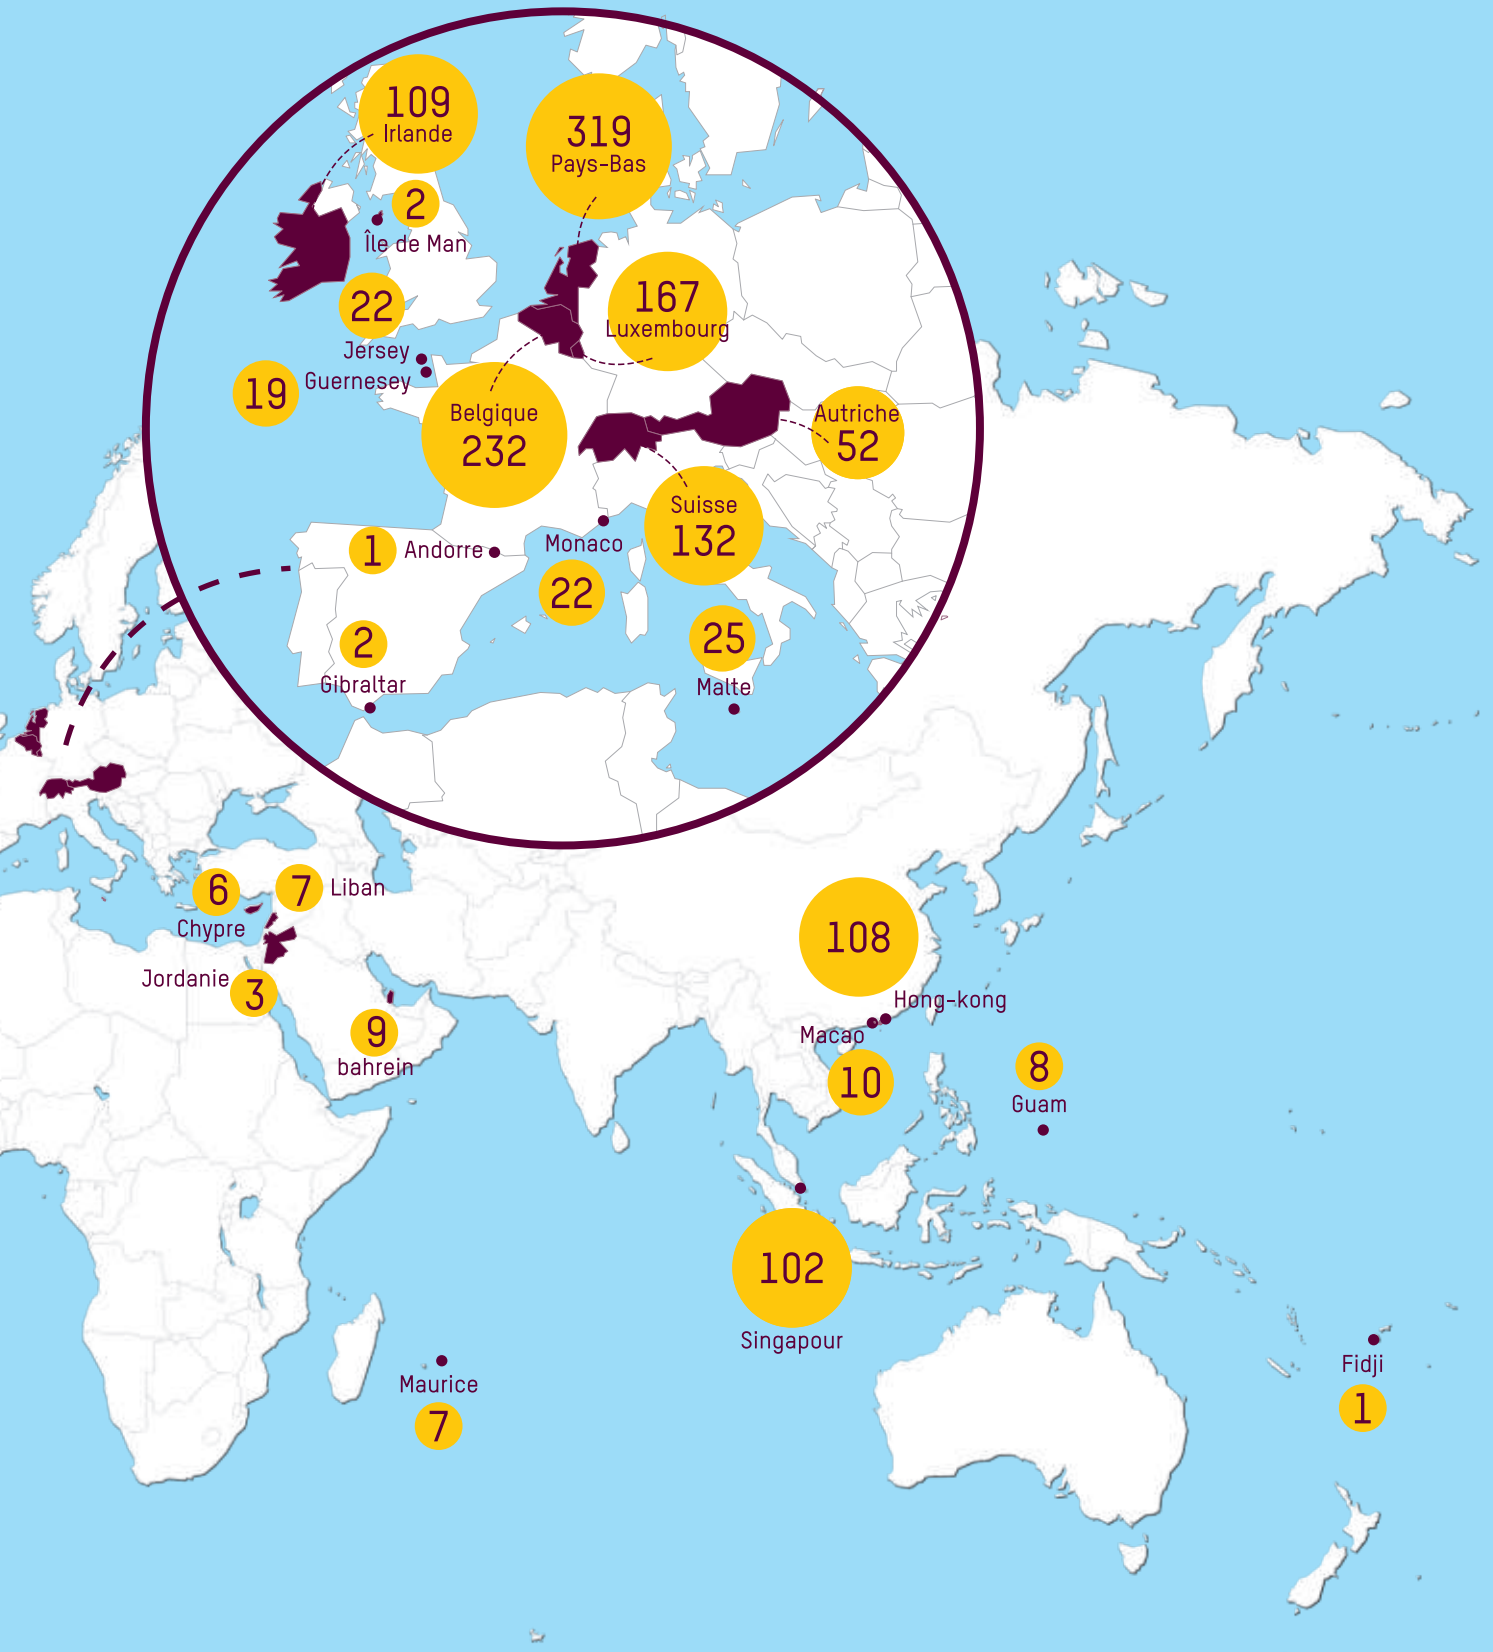 109
Irlande
319
Pays-Bas
2
Île de Man
167
Luxembourg
22
Jersey
19
Guernesey
Belgique
232
Autriche
52
Suisse
132
1
Andorre
Monaco
22
2
Gibraltar
25
Malte
6
Chypre
7
Liban
Jordanie
3
9
bahrein
108
Hong-kong
Macao
10
8
Guam
102
Singapour
Maurice
7
Fidji
1